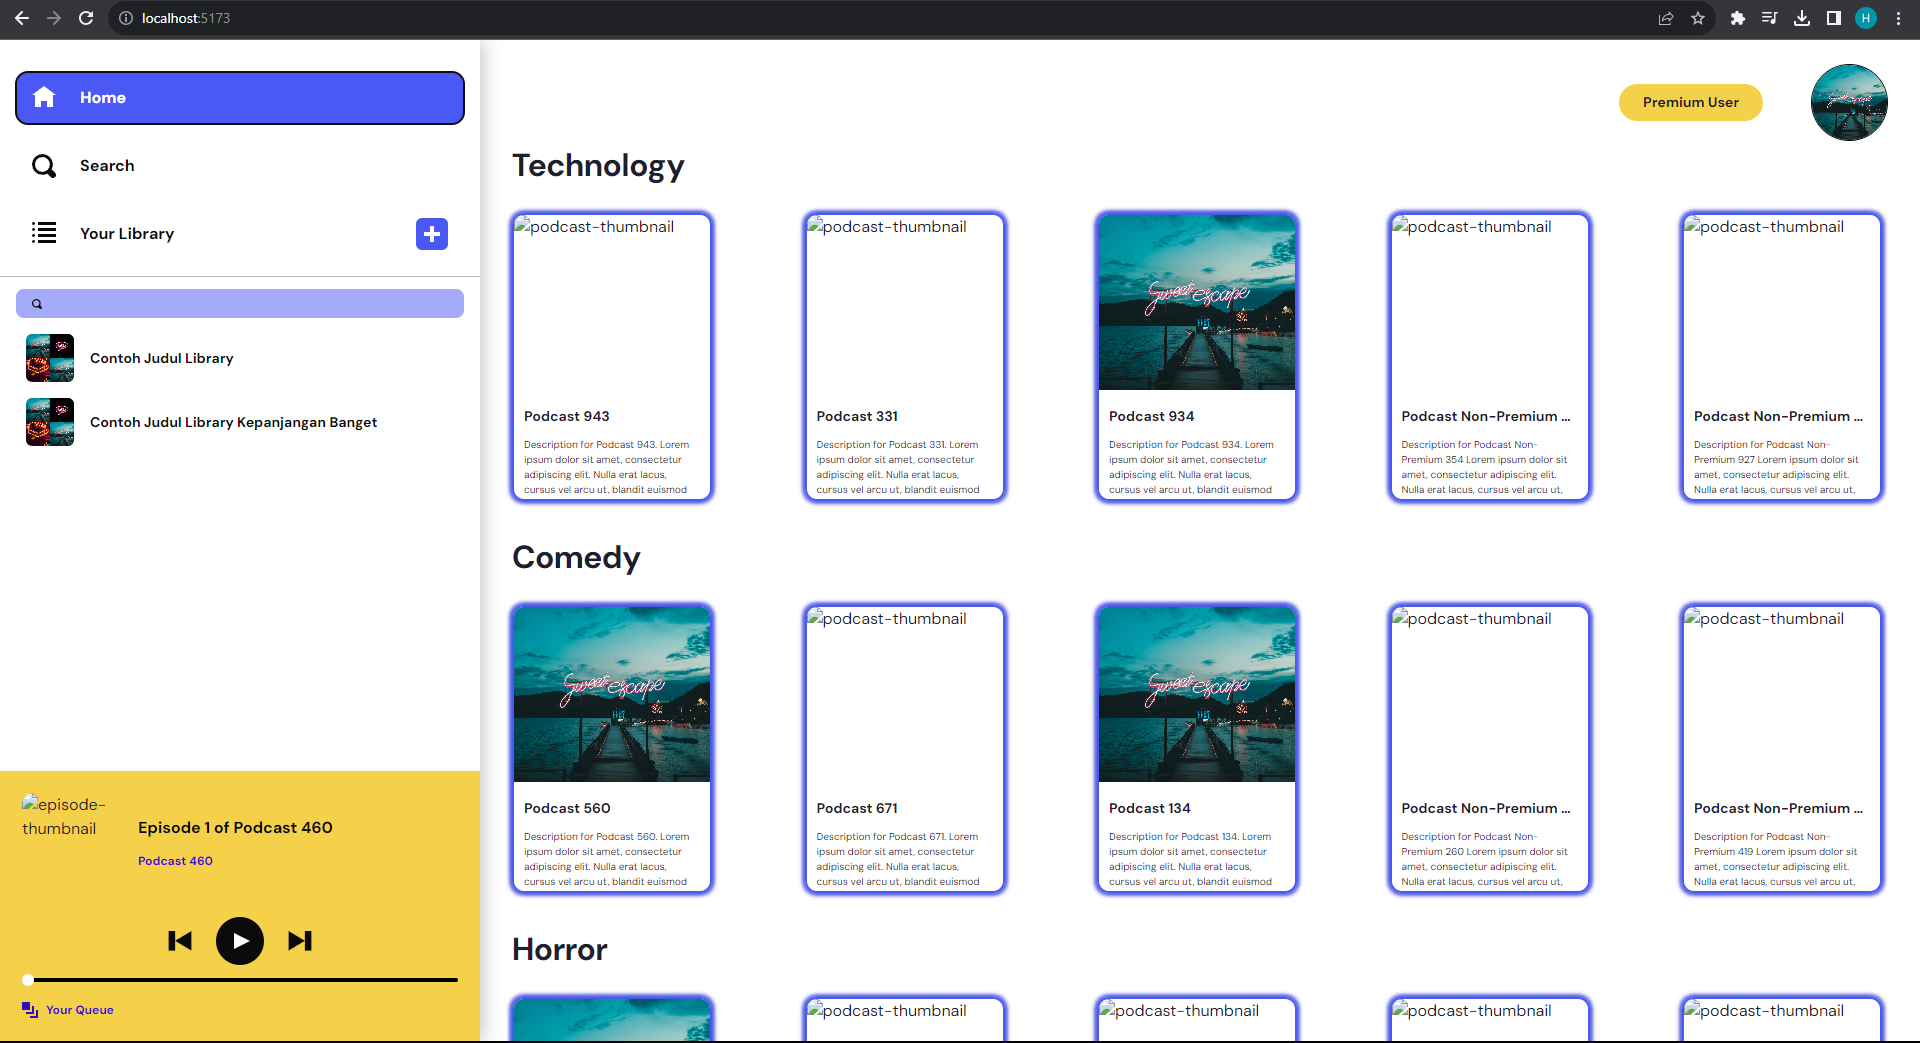 localhost:5173
H
Home
Search
Your Library
Contoh Judul Library
Contoh Judul Library Kepanjangan Banget
episode-
thumbnail
Episode 1 of Podcast 460
Podcast 460
Your Queue
Premium User
Sweet escape
Technology
podcast-thumbnail
Podcast 943
Description for Podcast 943. Lorem
ipsum dolor sit amet, consectetur
adipiscing elit. Nulla erat lacus,
cursus vel arcu ut, blandit euismod
podcast-thumbnail
Podcast 331
Description for Podcast 331. Lorem
ipsum dolor sit amet, consectetur
adipiscing elit. Nulla erat lacus,
cursus vel arcu ut, blandit euismod
Sweet escape
Podcast 934
Description for Podcast 934. Lorem
ipsum dolor sit amet, consectetur
adipiscing elit. Nulla erat lacus,
cursus vel arcu ut, blandit euismod
podcast-thumbnail
Podcast Non-Premium ...
Description for Podcast Non-
Premium 354 Lorem ipsum dolor sit
amet, consectetur adipiscing elit.
Nulla erat lacus, cursus vel arcu ut,
podcast-thumbnail
Podcast Non-Premium ...
Description for Podcast Non-
Premium 927 Lorem ipsum dolor sit
amet, consectetur adipiscing elit.
Nulla erat lacus, cursus vel arcu ut,
Comedy
Sweet escape
Podcast 560
Description for Podcast 560. Lorem
ipsum dolor sit amet, consectetur
adipiscing elit. Nulla erat lacus,
cursus vel arcu ut, blandit euismod
podcast-thumbnail
Podcast 671
Description for Podcast 671. Lorem
ipsum dolor sit amet, consectetur
adipiscing elit. Nulla erat lacus,
cursus vel arcu ut, blandit euismod
Sweet escape
Podcast 134
Description for Podcast 134. Lorem
ipsum dolor sit amet, consectetur
adipiscing elit. Nulla erat lacus,
cursus vel arcu ut, blandit euismod
podcast-thumbnail
Podcast Non-Premium ...
Description for Podcast Non-
Premium 260 Lorem ipsum dolor sit
amet, consectetur adipiscing elit.
Nulla erat lacus, cursus vel arcu ut,
podcast-thumbnail
Podcast Non-Premium ...
Description for Podcast Non-
Premium 419 Lorem ipsum dolor sit
amet, consectetur adipiscing elit.
Nulla erat lacus, cursus vel arcu ut,
Horror
podcast-thumbnail
podcast-thumbnail
podcast-thumbnail
podcast-thumbnail